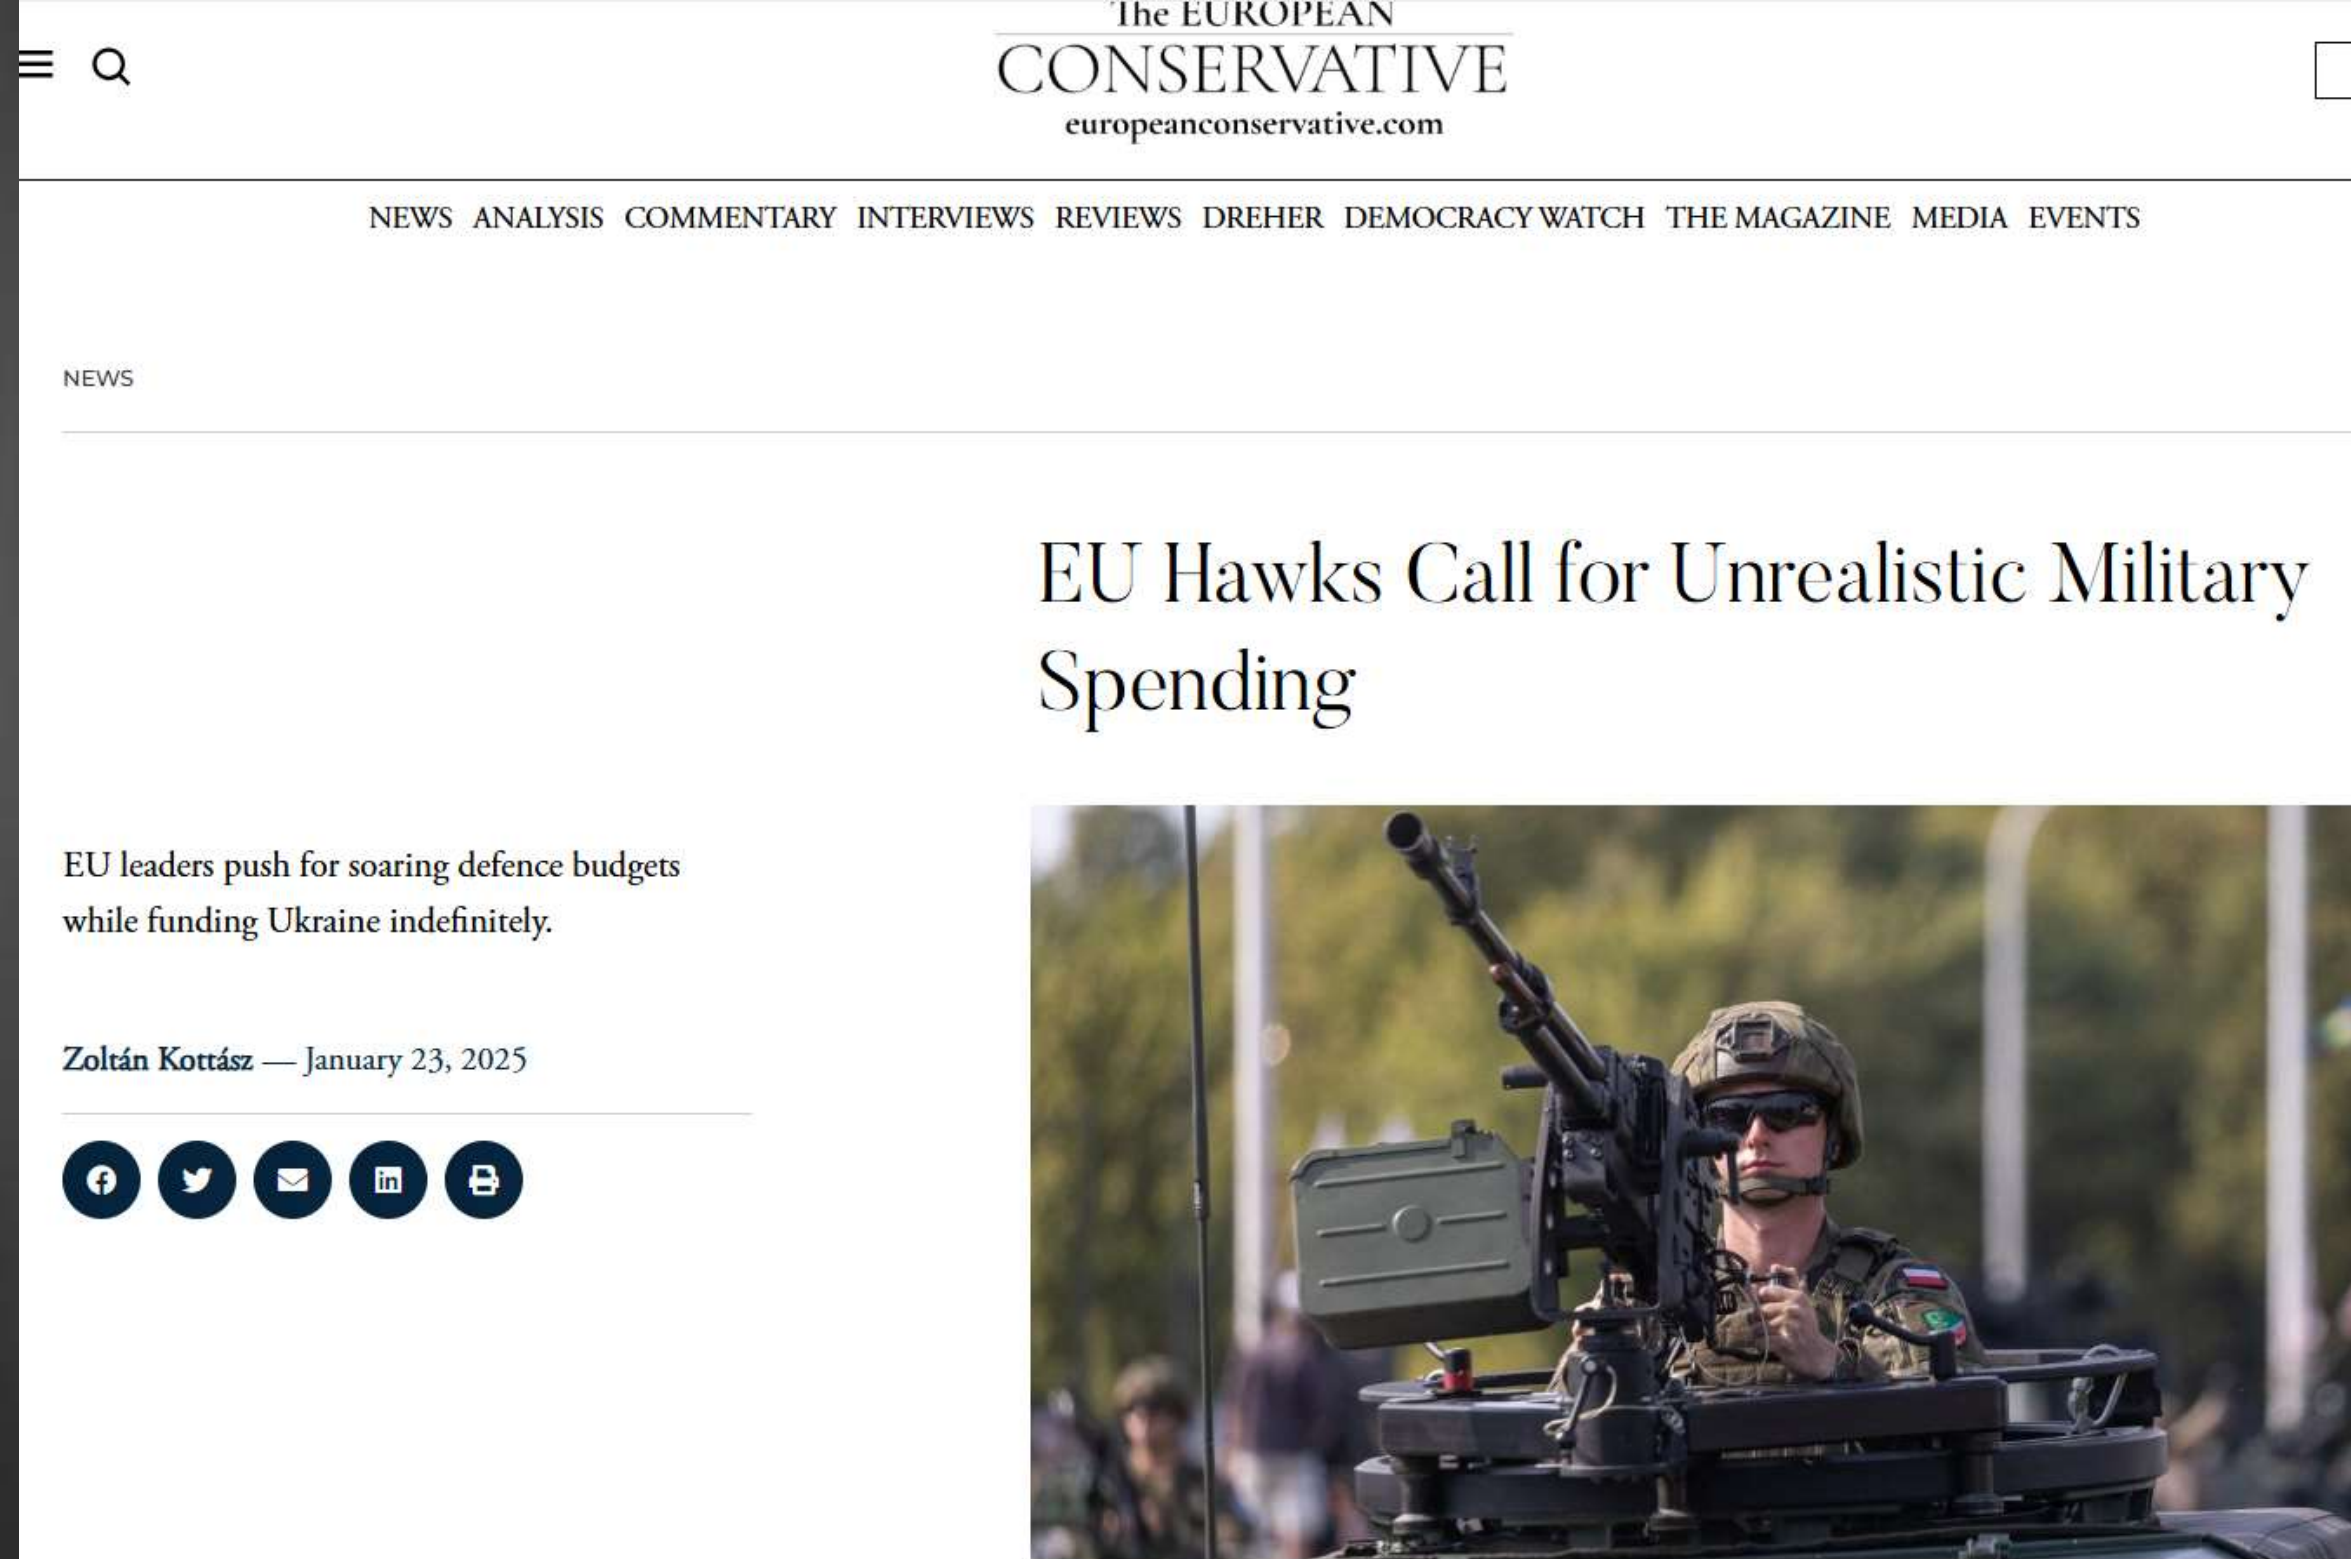 The EUROPEAN
CONSERVATIVE
europeanconservative.com
NEWS ANALYSIS COMMENTARY INTERVIEWS REVIEWS DREHER DEMOCRACY WATCH THE MAGAZINE MEDIA EVENTS
NEWS
EU Hawks Call for Unrealistic Military
Spending
EU leaders push for soaring defence budgets
while funding Ukraine indefinitely.
Zoltán Kottász — January 23, 2025